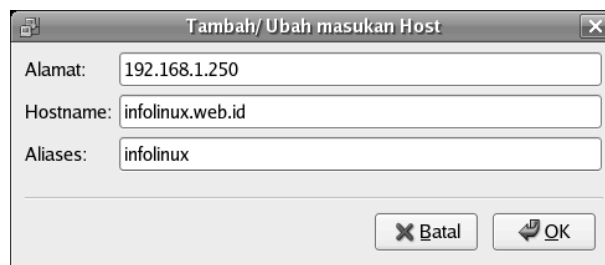 Tambah/ Ubah masukan Host
Alamat: 192.168.1.250
Hostname: infolinux.web.id
Aliases: infolinux
Batal OK